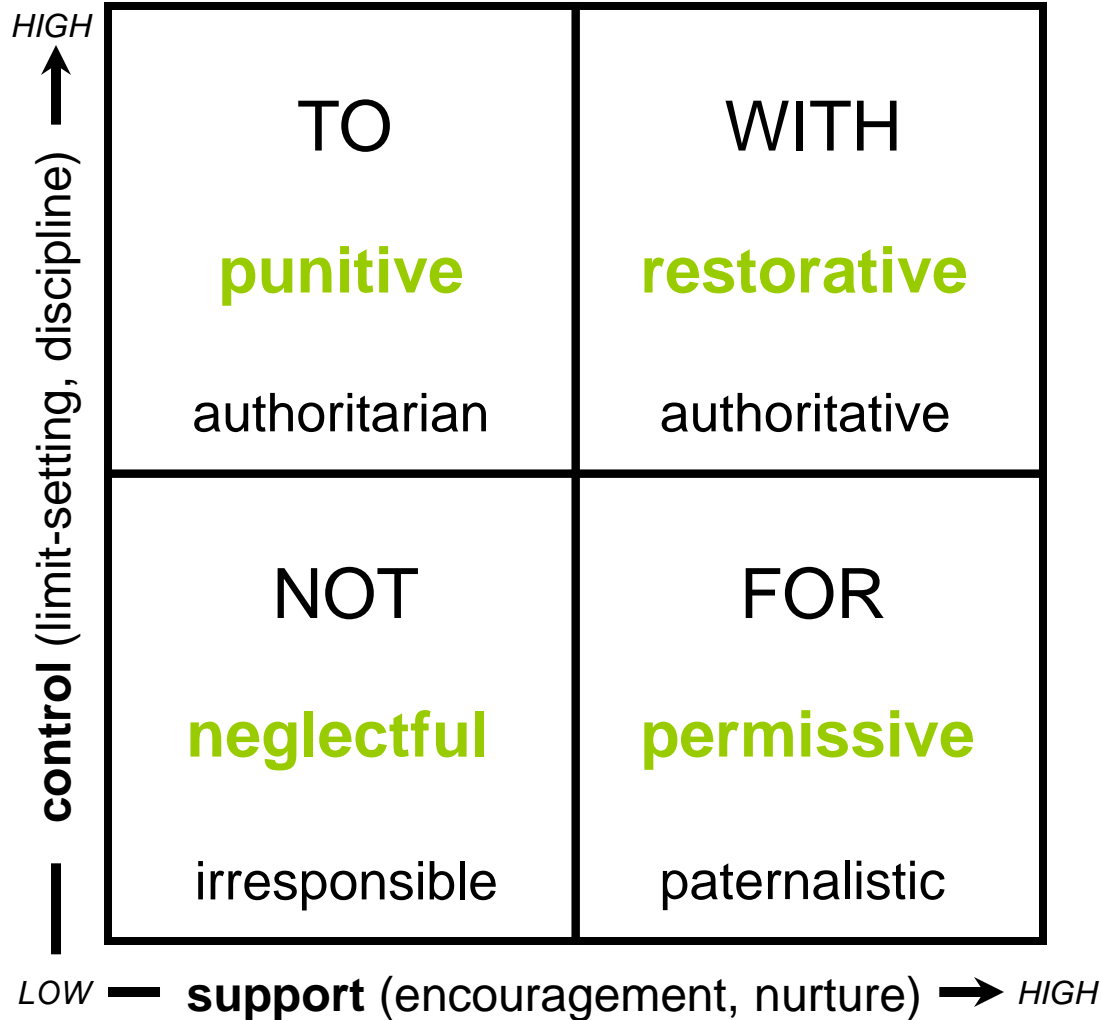 HIGH
control (limit-setting, discipline)
TO
punitive
authoritarian
WITH
restorative
authoritative
NOT
neglectful
irresponsible
FOR
permissive
paternalistic
LOW
support (encouragement, nurture)
HIGH